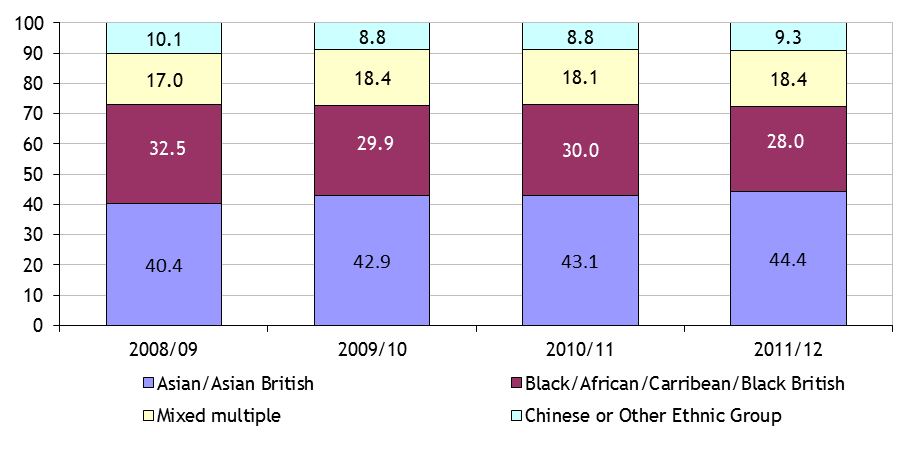 100
90
80
70
60
50
40
30
20
10
0
10.1 8.8 8.8 9.3
17.0 18.4 18.1 18.4
32.5 29.9 30.0 28.0
40.4 42.9 43.1 44.4
2008/09 2009/10 2010/11 2011/12
Asian/Asian British Black/African/Carribean/Black British
Mixed multiple Chinese or Other Ethnic Group